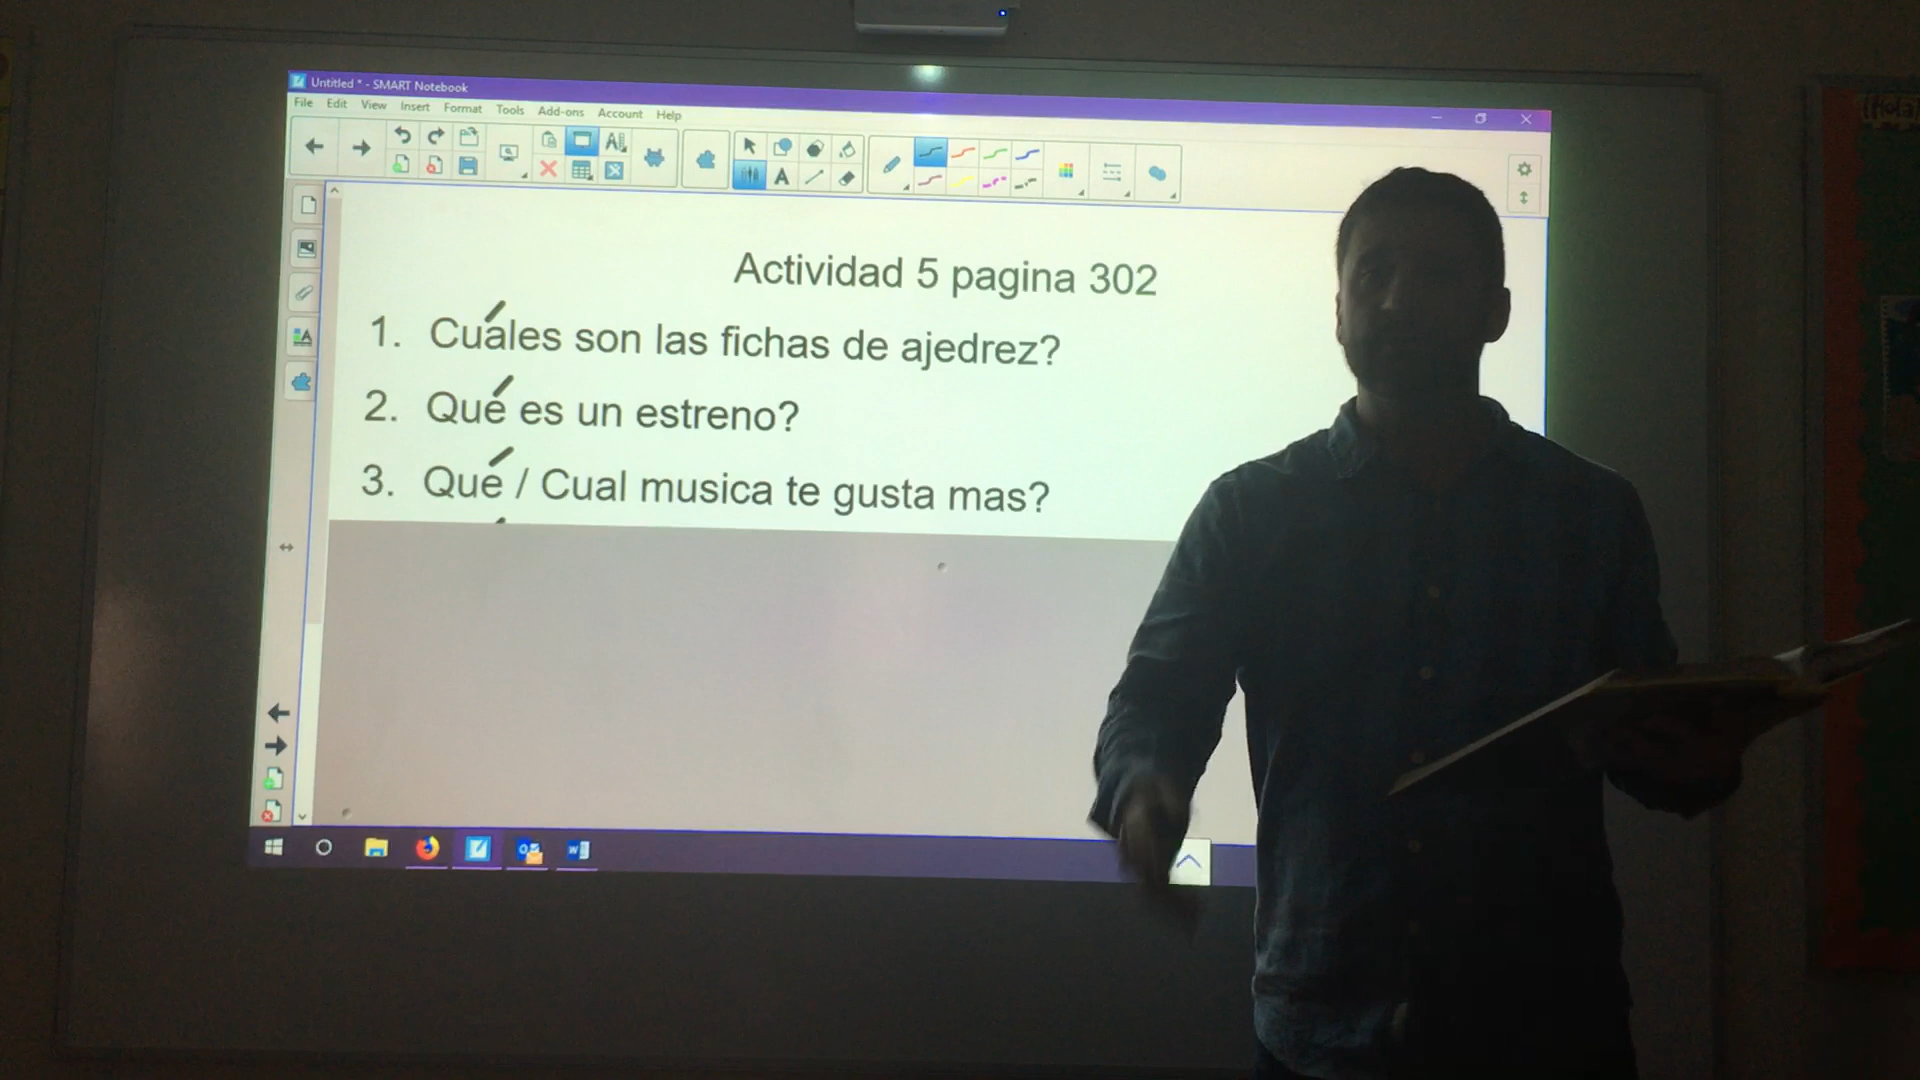 Untitled * - SMART Notebook
File Edit View Insert Format Tools Add-ons Account Help
Actividad 5 pagina 302
1. Cuáles son las fichas de ajedrez?
2. Qué es un estreno?
3. Qué / Cual musica te gusta mas?
¡Hola